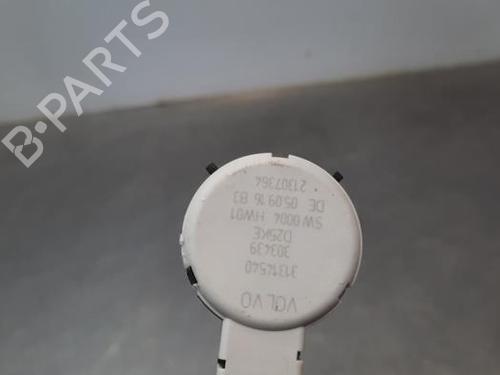 B-PARTS
VOLVO
31314540
303439
D25KE
SW 0004 HW01
DE 05.09.16 B3
21307364